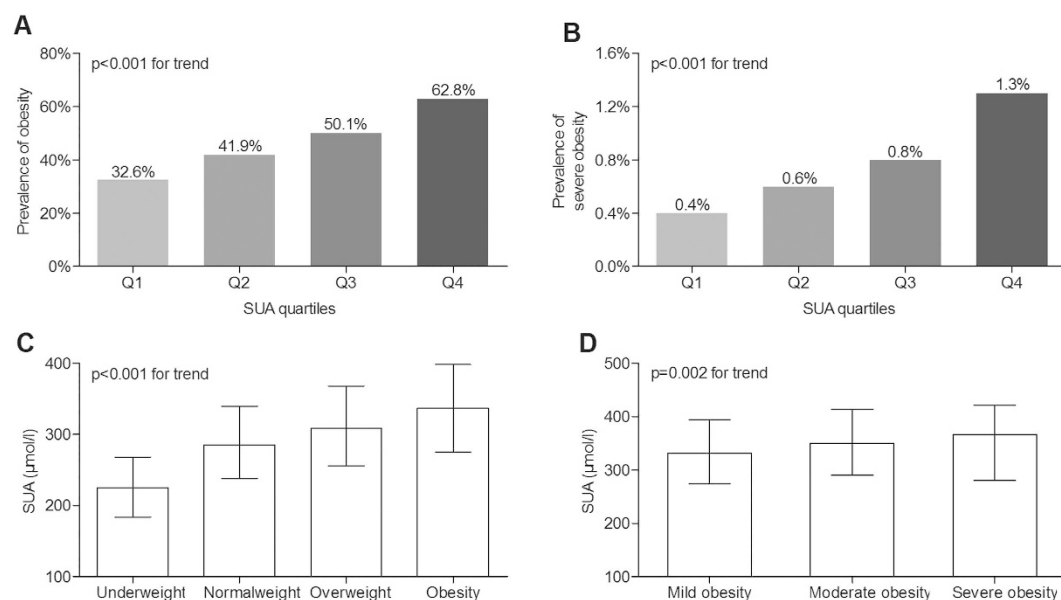 A
p<0.001 for trend
Prevalence of obesity
80%
60%
40%
20%
0%
32.6%
41.9%
50.1%
62.8%
Q1 Q2 Q3 Q4
SUA quartiles
B
p<0.001 for trend
Prevalence of
severe obesity
1.6%
1.2%
0.8%
0.4%
0.0%
0.4%
0.6%
0.8%
1.3%
Q1 Q2 Q3 Q4
SUA quartiles
C
p<0.001 for trend
SUA (μmol/l)
400
300
200
100
Underweight Normalweight Overweight Obesity
D
p=0.002 for trend
SUA (μmol/l)
500
400
300
200
100
Mild obesity Moderate obesity Severe obesity